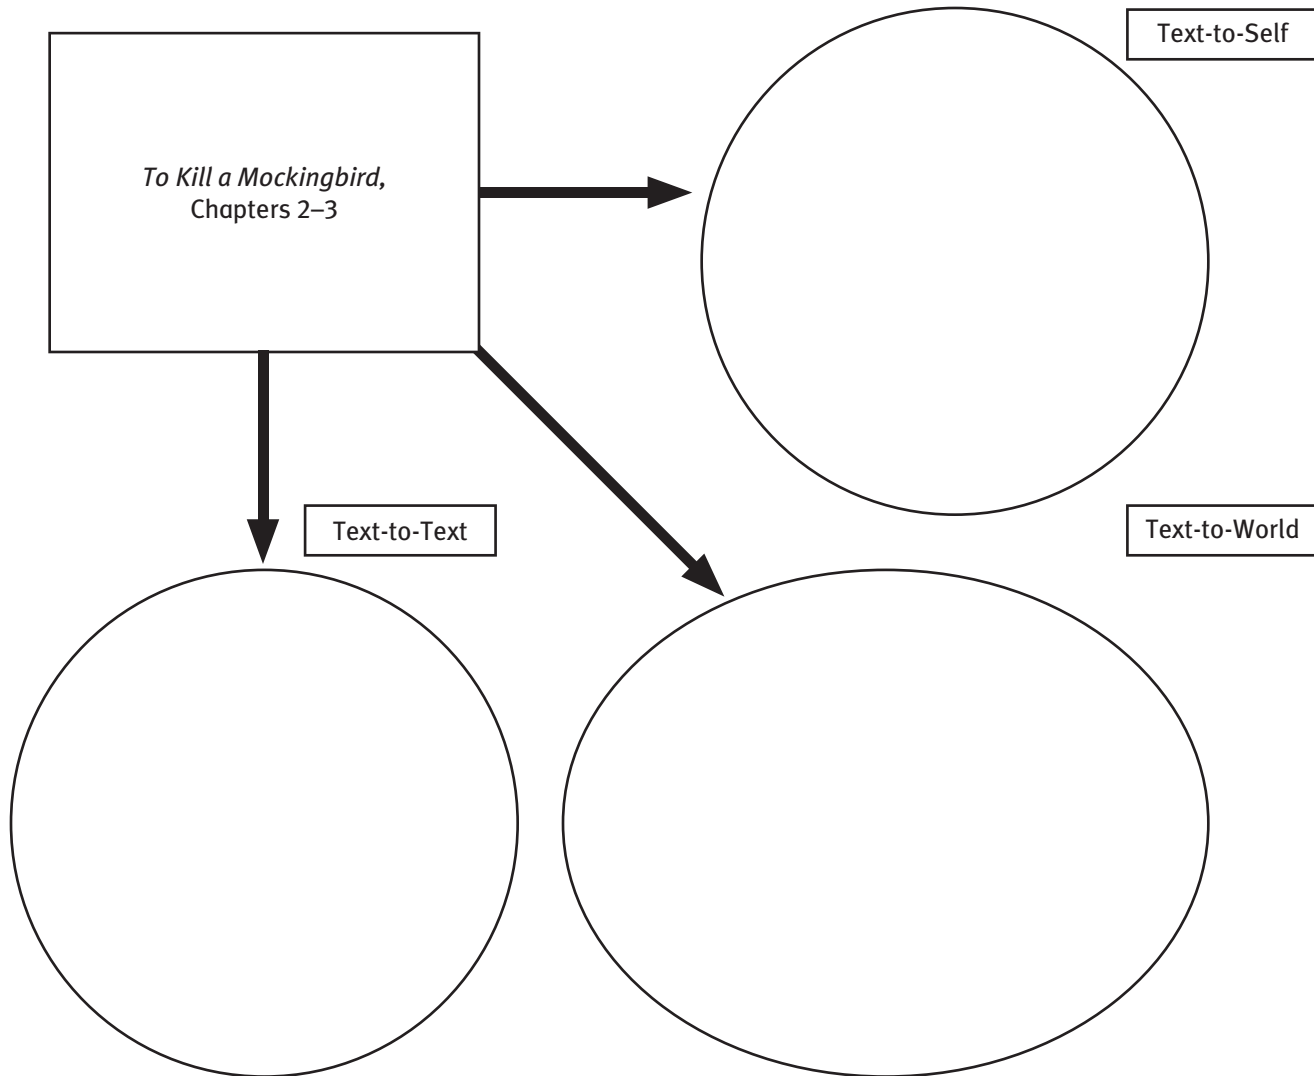 Text-to-Self
To Kill a Mockingbird,
Chapters 2–3
Text-to-Text
Text-to-World